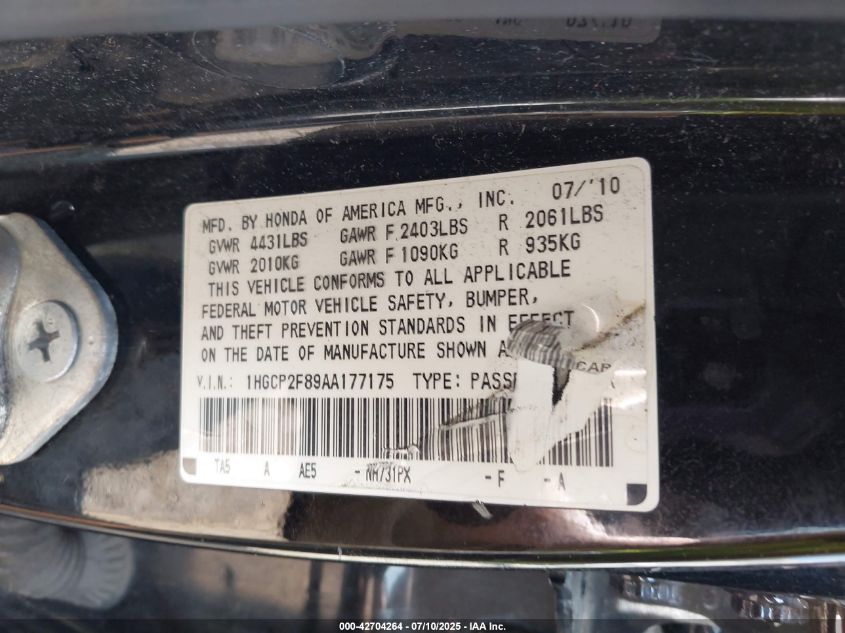 MFD. BY HONDA OF AMERICA MFG., INC. 07/'10
GVWR 4431LBS GAWR F 2403LBS R 2061LBS
GVWR 2010KG GAWR F 1090KG R 935KG
THIS VEHICLE CONFORMS TO ALL APPLICABLE
FEDERAL MOTOR VEHICLE SAFETY, BUMPER,
AND THEFT PREVENTION STANDARDS IN EFFECT
ON THE DATE OF MANUFACTURE SHOWN
CAR
V.I.N.: 1HGCP2F89AA177175 TYPE:
TA5 A AE5 - NH731PX - F - A
000-42704264 - 07/10/2025 - IAA Inc.